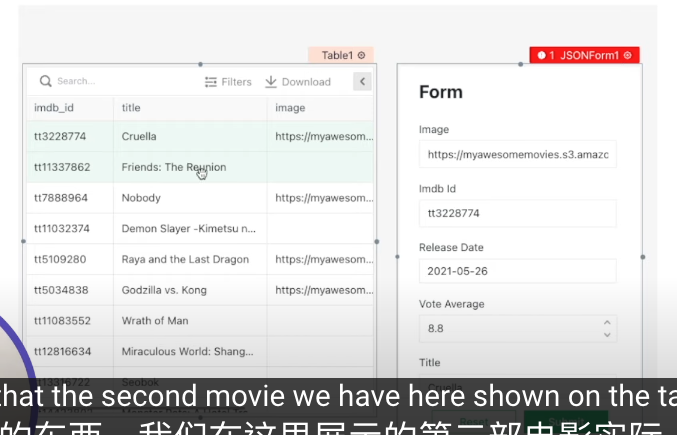 Table1
1 JSONForm1
Search...
Filters
Download
imdb_id title image
tt3228774 Cruella https://myawesom...
tt11337862 Friends: The Reunion
tt7888964 Nobody https://myawesom...
tt11032374 Demon Slayer -Kimetsu n...
tt5109280 Raya and the Last Dragon https://myawesom...
tt5034838 Godzilla vs. Kong https://myawesom...
tt11083552 Wrath of Man
tt12816634 Miraculous World: Shang...
Seobok
Form
Image
https://myawesomemovies.s3.amazc
Imdb Id
tt3228774
Release Date
2021-05-26
Vote Average
8.8
Title
Cruella
Reset
that the second movie we have here shown on the ta
的东西，我们在这里展示的第二部电影实际